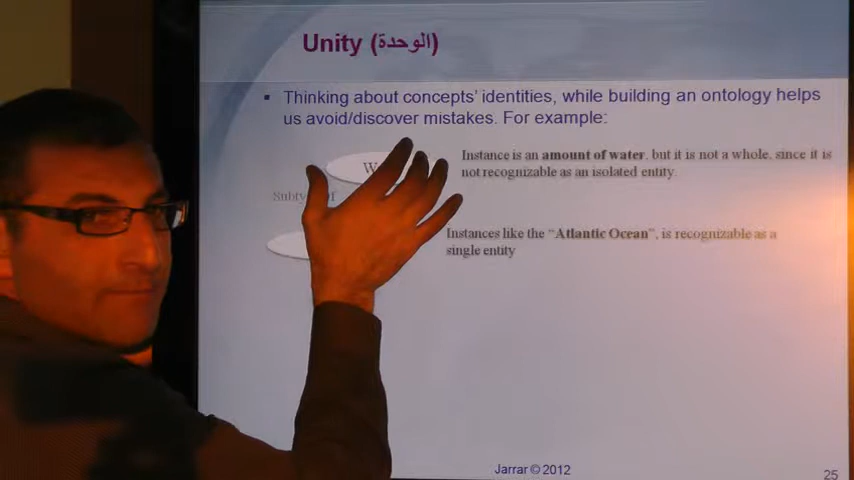 Unity (الوحدة)
Thinking about concepts' identities, while building an ontology helps
us avoid/discover mistakes. For example:
Instance is an amount of water, but it is not a whole, since it is
not recognizable as an isolated entity.
Instances like the "Atlantic Ocean", is recognizable as a
single entity
Jarrar © 2012
25